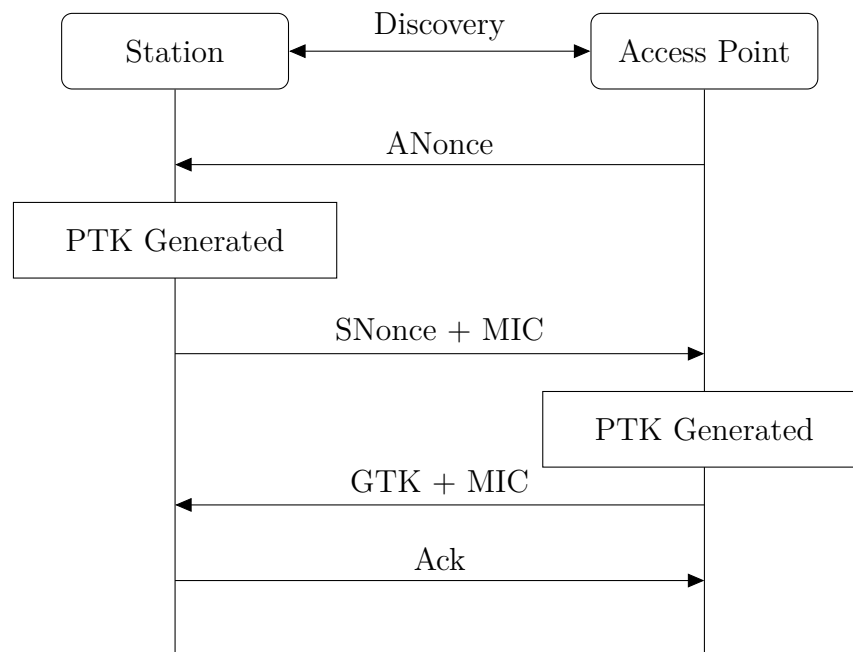 Discovery
Station
Access Point
ANonce
PTK Generated
SNonce + MIC
PTK Generated
GTK + MIC
Ack